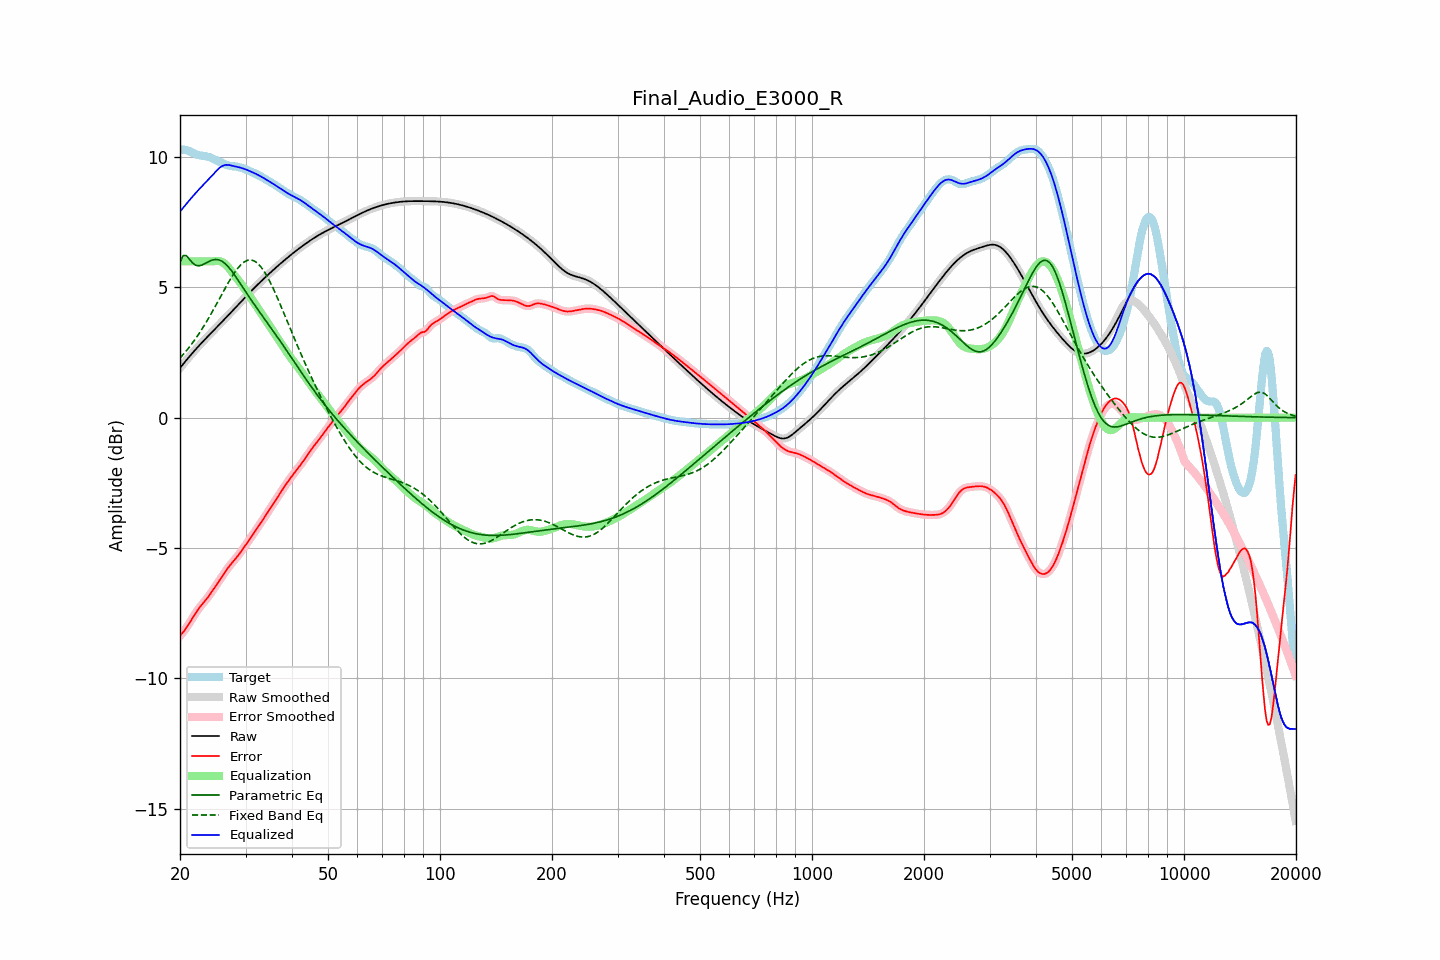 Final_Audio_E3000_R
Amplitude (dBr)
10
5
0
−5
−10
−15
Target
Raw Smoothed
Error Smoothed
Raw
Error
Equalization
Parametric Eq
Fixed Band Eq
Equalized
20 50 100 200 500 1000 2000 5000 10000 20000
Frequency (Hz)